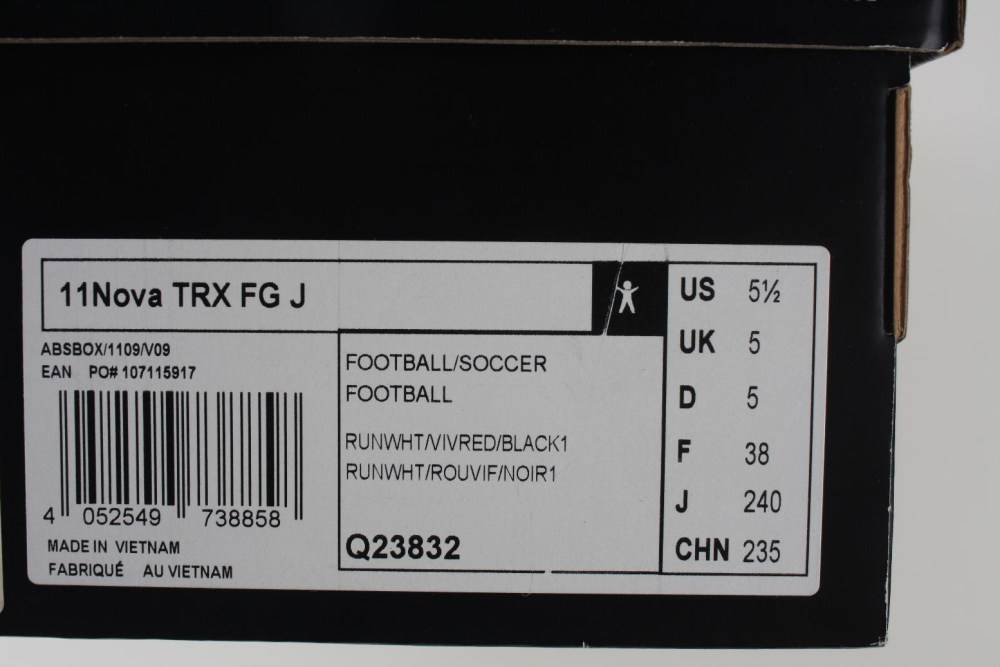 11Nova TRX FG J
ABSBOX/1109/V09
EAN PO# 107115917
4 052549 738858
MADE IN VIETNAM
FABRIQUÉ AU VIETNAM
FOOTBALL/SOCCER
FOOTBALL
RUNWHT/VIVRED/BLACK1
RUNWHT/ROUVIF/NOIR1
Q23832
US 5½
UK 5
D 5
F 38
J 240
CHN 235